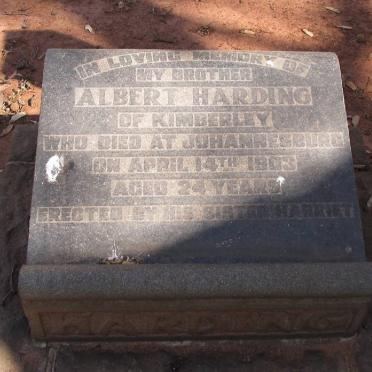 IN LOVING MEMORY OF
MY BROTHER
ALBERT HARDING
OF KIMBERLEY
WHO DIED AT JOHANNESBURG
ON APRIL 14TH 1903
AGED 24 YEARS
ERECTED BY HIS SISTER HARRIET
HARDING